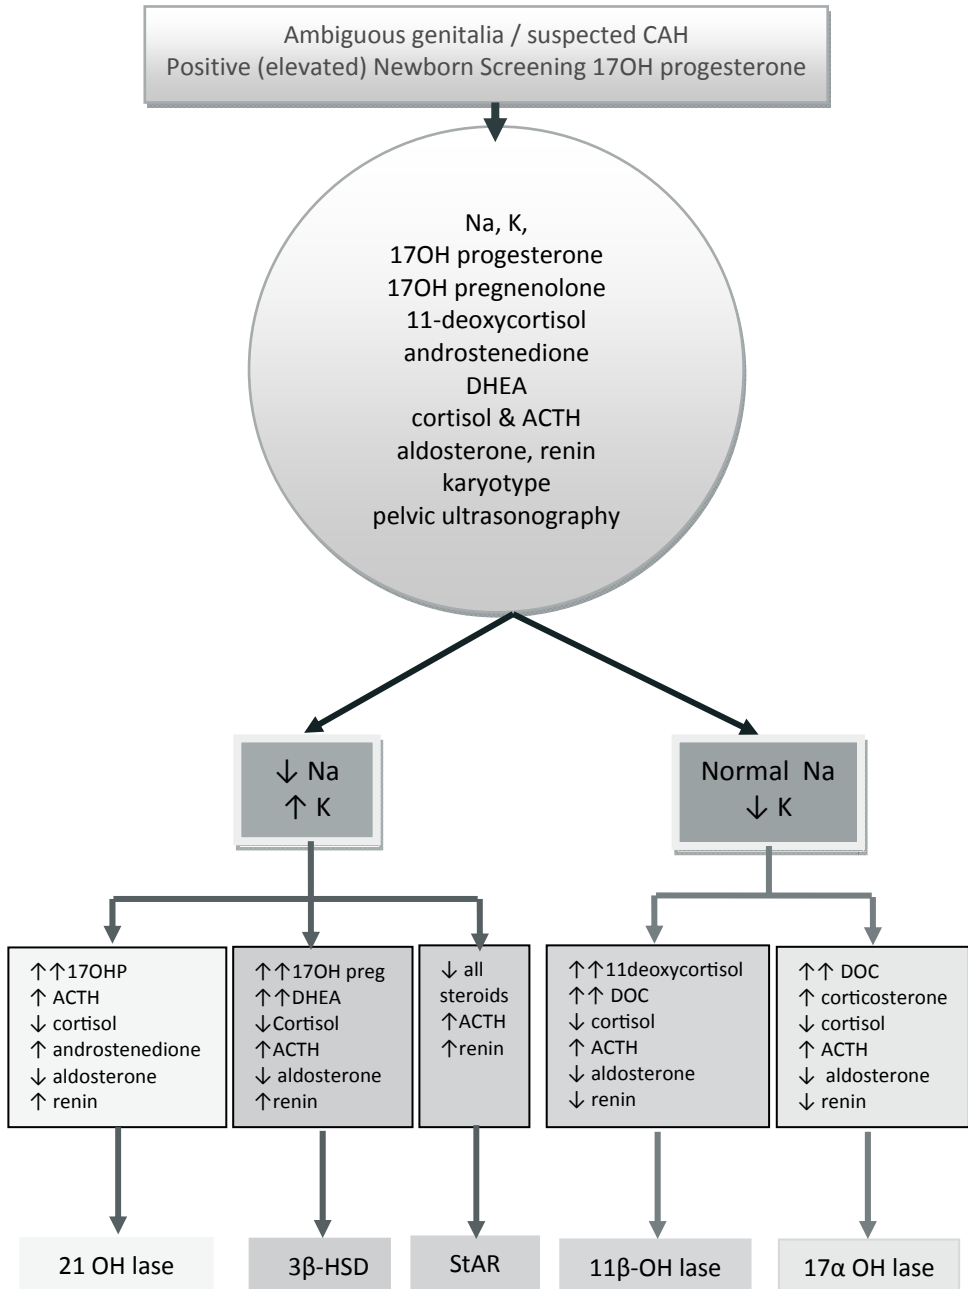 Ambiguous genitalia / suspected CAH
Positive (elevated) Newborn Screening 17OH progesterone
Na, K,
17OH progesterone
17OH pregnenolone
11-deoxycortisol
androstenedione
DHEA
cortisol & ACTH
aldosterone, renin
karyotype
pelvic ultrasonography
↓ Na
↑ K
Normal Na
↓ K
↑↑17OHP
↑ ACTH
↓ cortisol
↑ androstenedione
↓ aldosterone
↑ renin
↑↑17OH preg
↑↑DHEA
↓Cortisol
↑ACTH
↓ aldosterone
↑renin
↓ all
steroids
↑ACTH
↑renin
↑↑11deoxycortisol
↑↑ DOC
↓ cortisol
↑ ACTH
↓ aldosterone
↓ renin
↑↑ DOC
↑ corticosterone
↓ cortisol
↑ ACTH
↓ aldosterone
↓ renin
21 OH lase
3β-HSD
StAR
11β-OH lase
17α OH lase